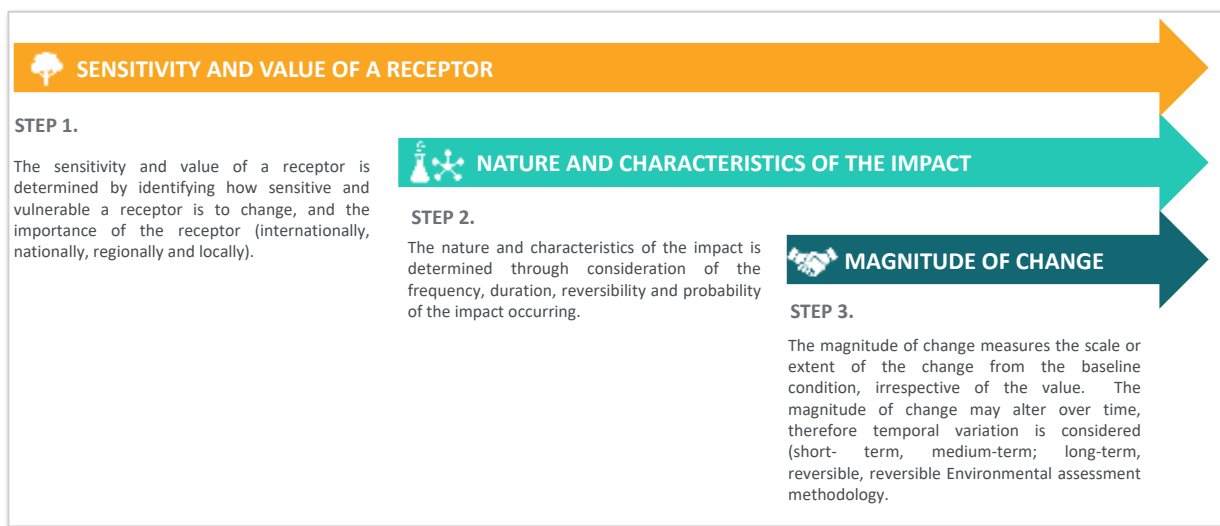 SENSITIVITY AND VALUE OF A RECEPTOR
STEP 1.
The sensitivity and value of a receptor is
determined by identifying how sensitive and
vulnerable a receptor is to change, and the
importance of the receptor (internationally,
nationally, regionally and locally).
NATURE AND CHARACTERISTICS OF THE IMPACT
STEP 2.
The nature and characteristics of the impact is
determined through consideration of the
frequency, duration, reversibility and probability
of the impact occurring.
MAGNITUDE OF CHANGE
STEP 3.
The magnitude of change measures the scale or
extent of the change from the baseline
condition, irrespective of the value. The
magnitude of change may alter over time,
therefore temporal variation is considered
(short- term, medium-term; long-term,
reversible, reversible Environmental assessment
methodology.